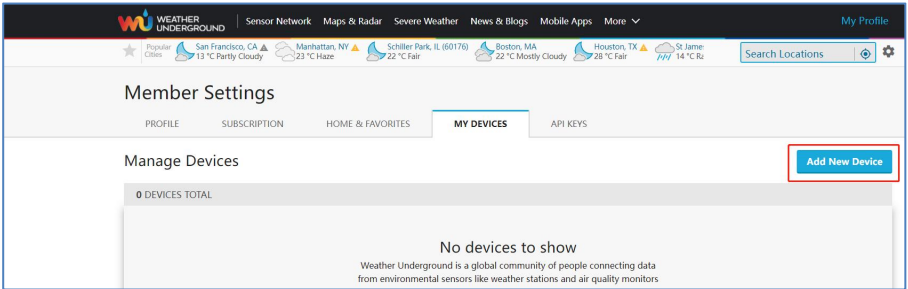 WEATHER UNDERGROUND Sensor Network Maps & Radar Severe Weather News & Blogs Mobile Apps More My Profile
Popular Cities San Francisco, CA 13 °C Partly Cloudy Manhattan, NY 23 °C Haze Schiller Park, IL (60176) 22 °C Fair Boston, MA 22 °C Mostly Cloudy Houston, TX 28 °C Fair St Jame 14 °C Ra Search Locations
Member Settings
PROFILE SUBSCRIPTION HOME & FAVORITES MY DEVICES API KEYS
Manage Devices Add New Device
0 DEVICES TOTAL
No devices to show
Weather Underground is a global community of people connecting data
from environmental sensors like weather stations and air quality monitors